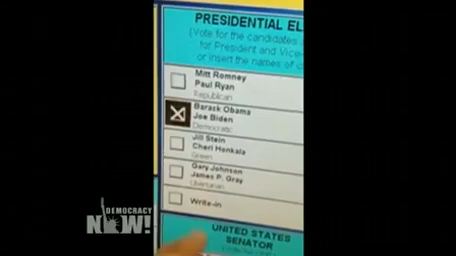 PRESIDENTIAL EL
(Vote for the candidates
for President and Vice-
or insert the names of c
Mitt Romney
Paul Ryan
Republican
Barack Obama
Joe Biden
Democratic
Jill Stein
Cheri Honkala
Green
Gary Johnson
James P. Gray
Libertarian
Write-in
UNITED STATES
SENATOR
DEMOCRACY
NOW!